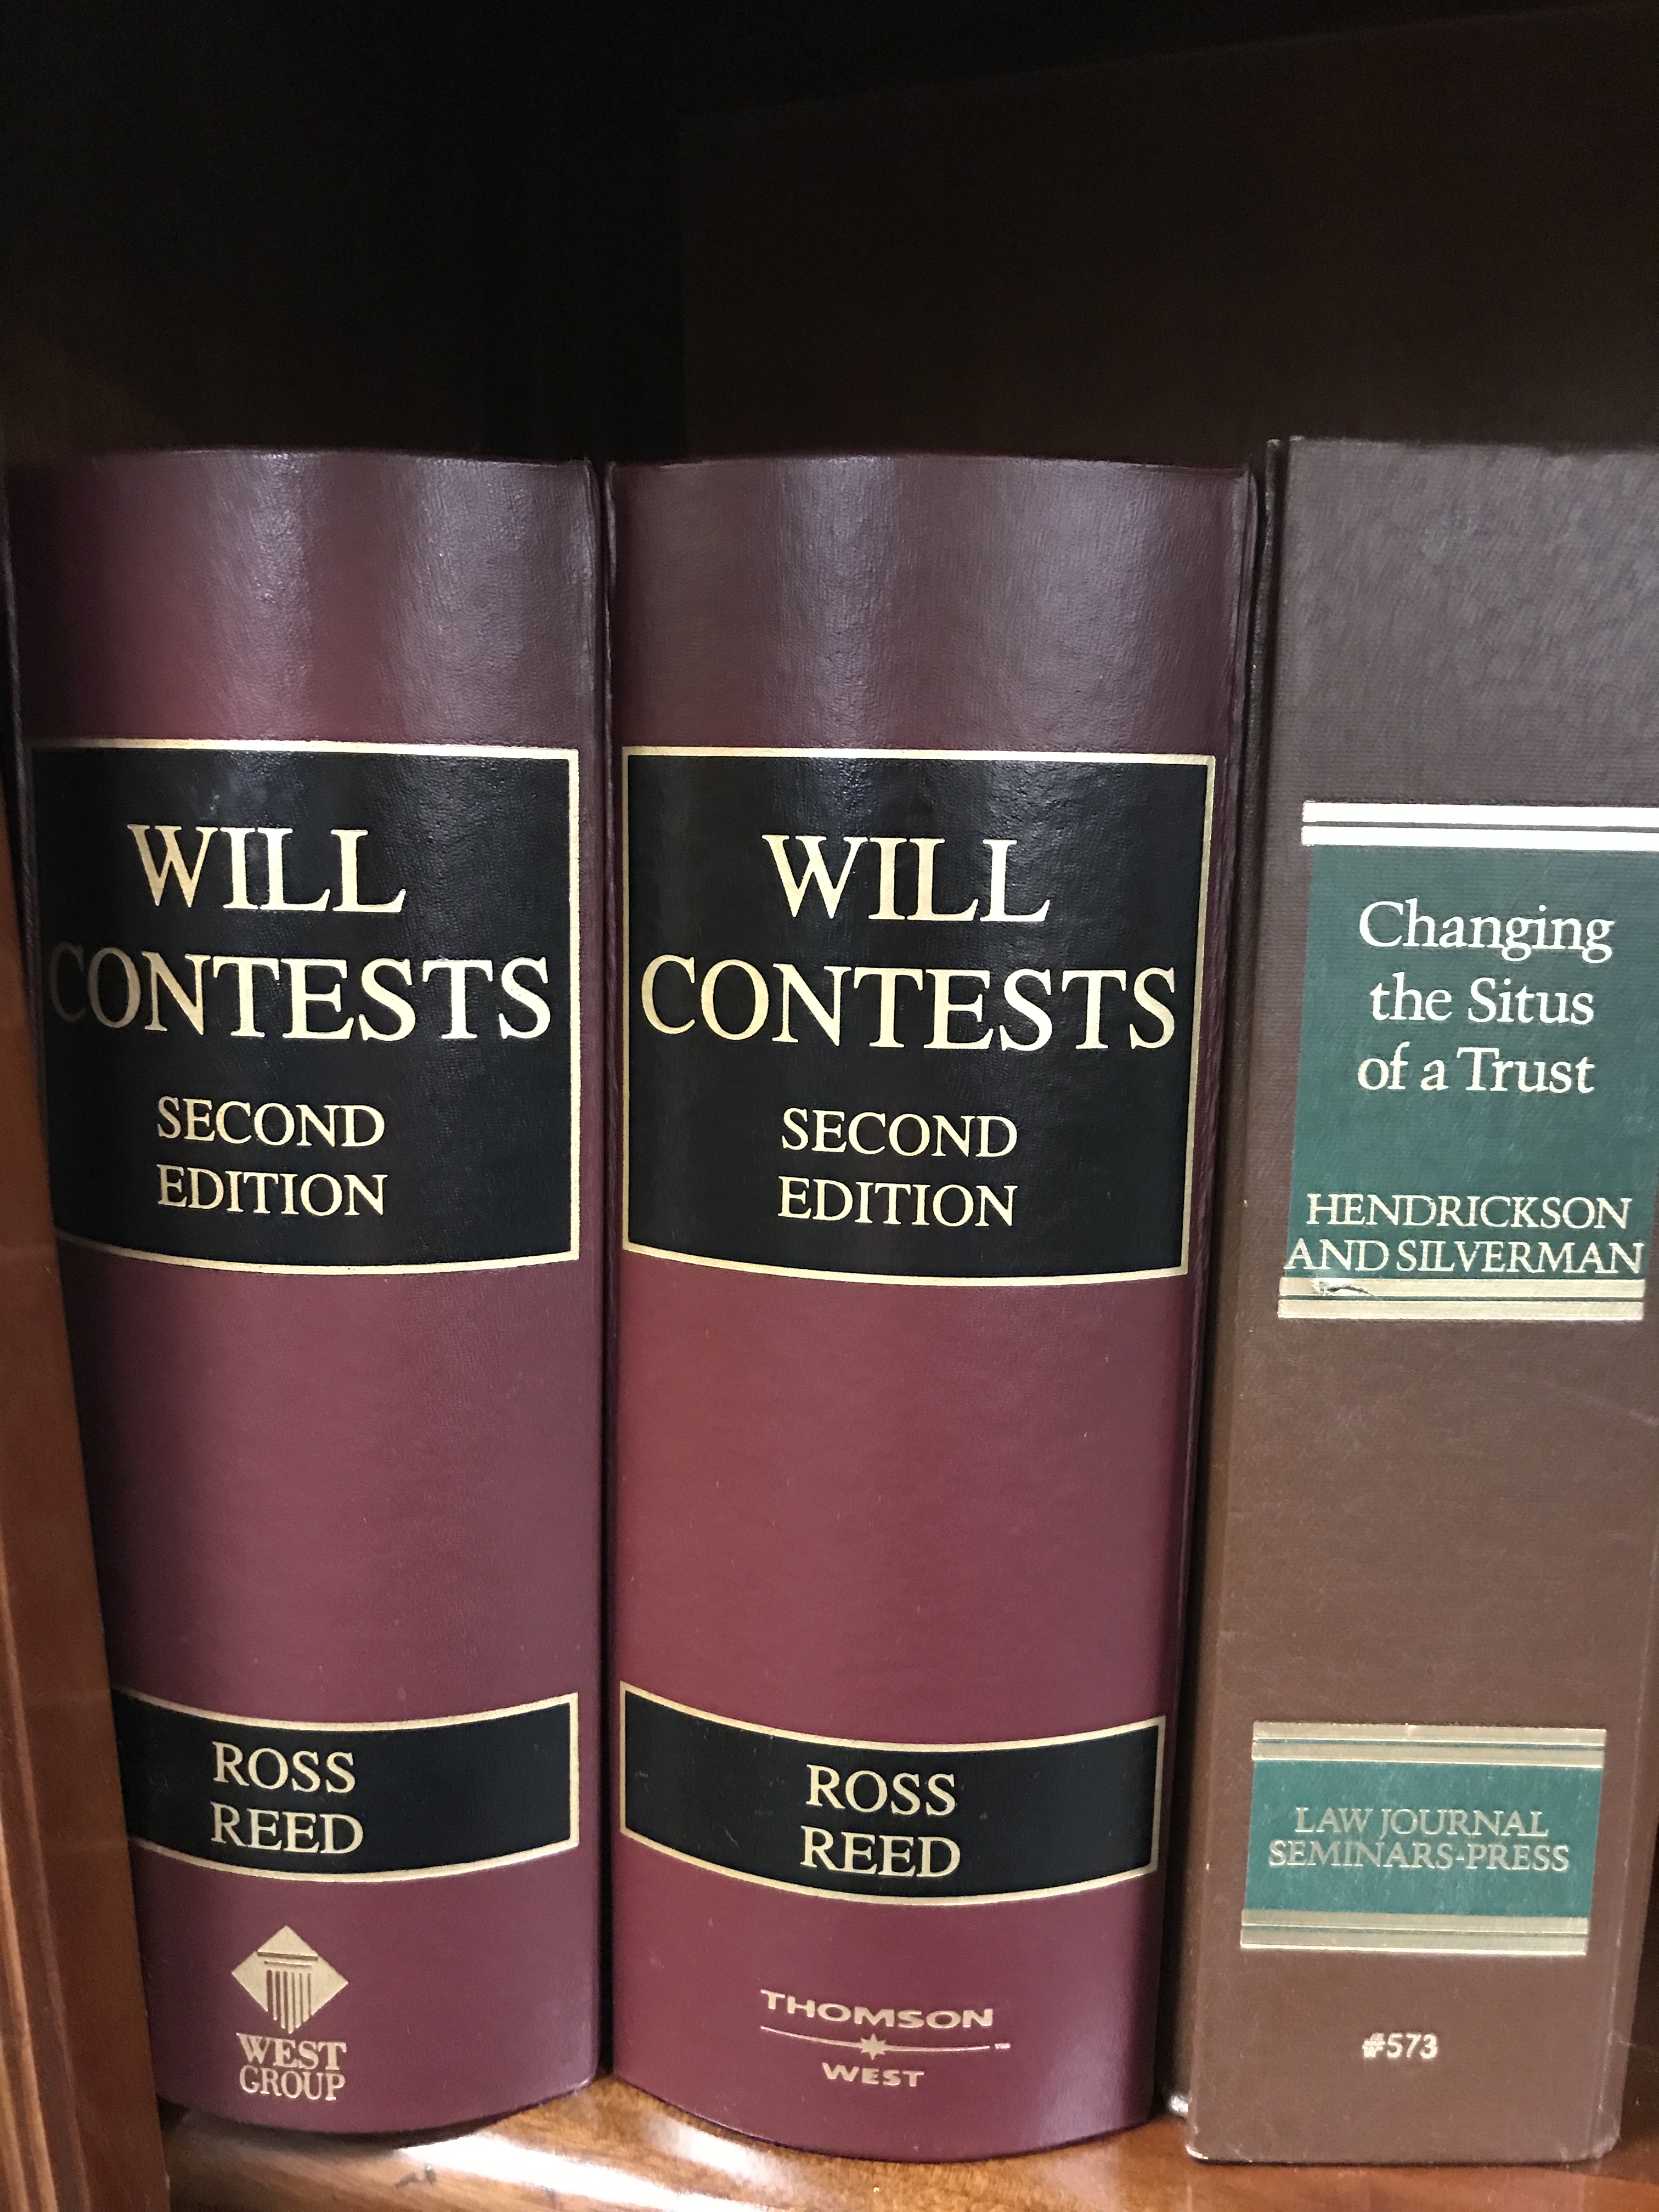 WILL
CONTESTS
SECOND
EDITION
ROSS
REED
WEST
GROUP
WILL
CONTESTS
SECOND
EDITION
ROSS
REED
THOMSON
™
WEST
Changing
the Situs
of a Trust
HENDRICKSON
AND SILVERMAN
LAW JOURNAL
SEMINARS-PRESS
#573